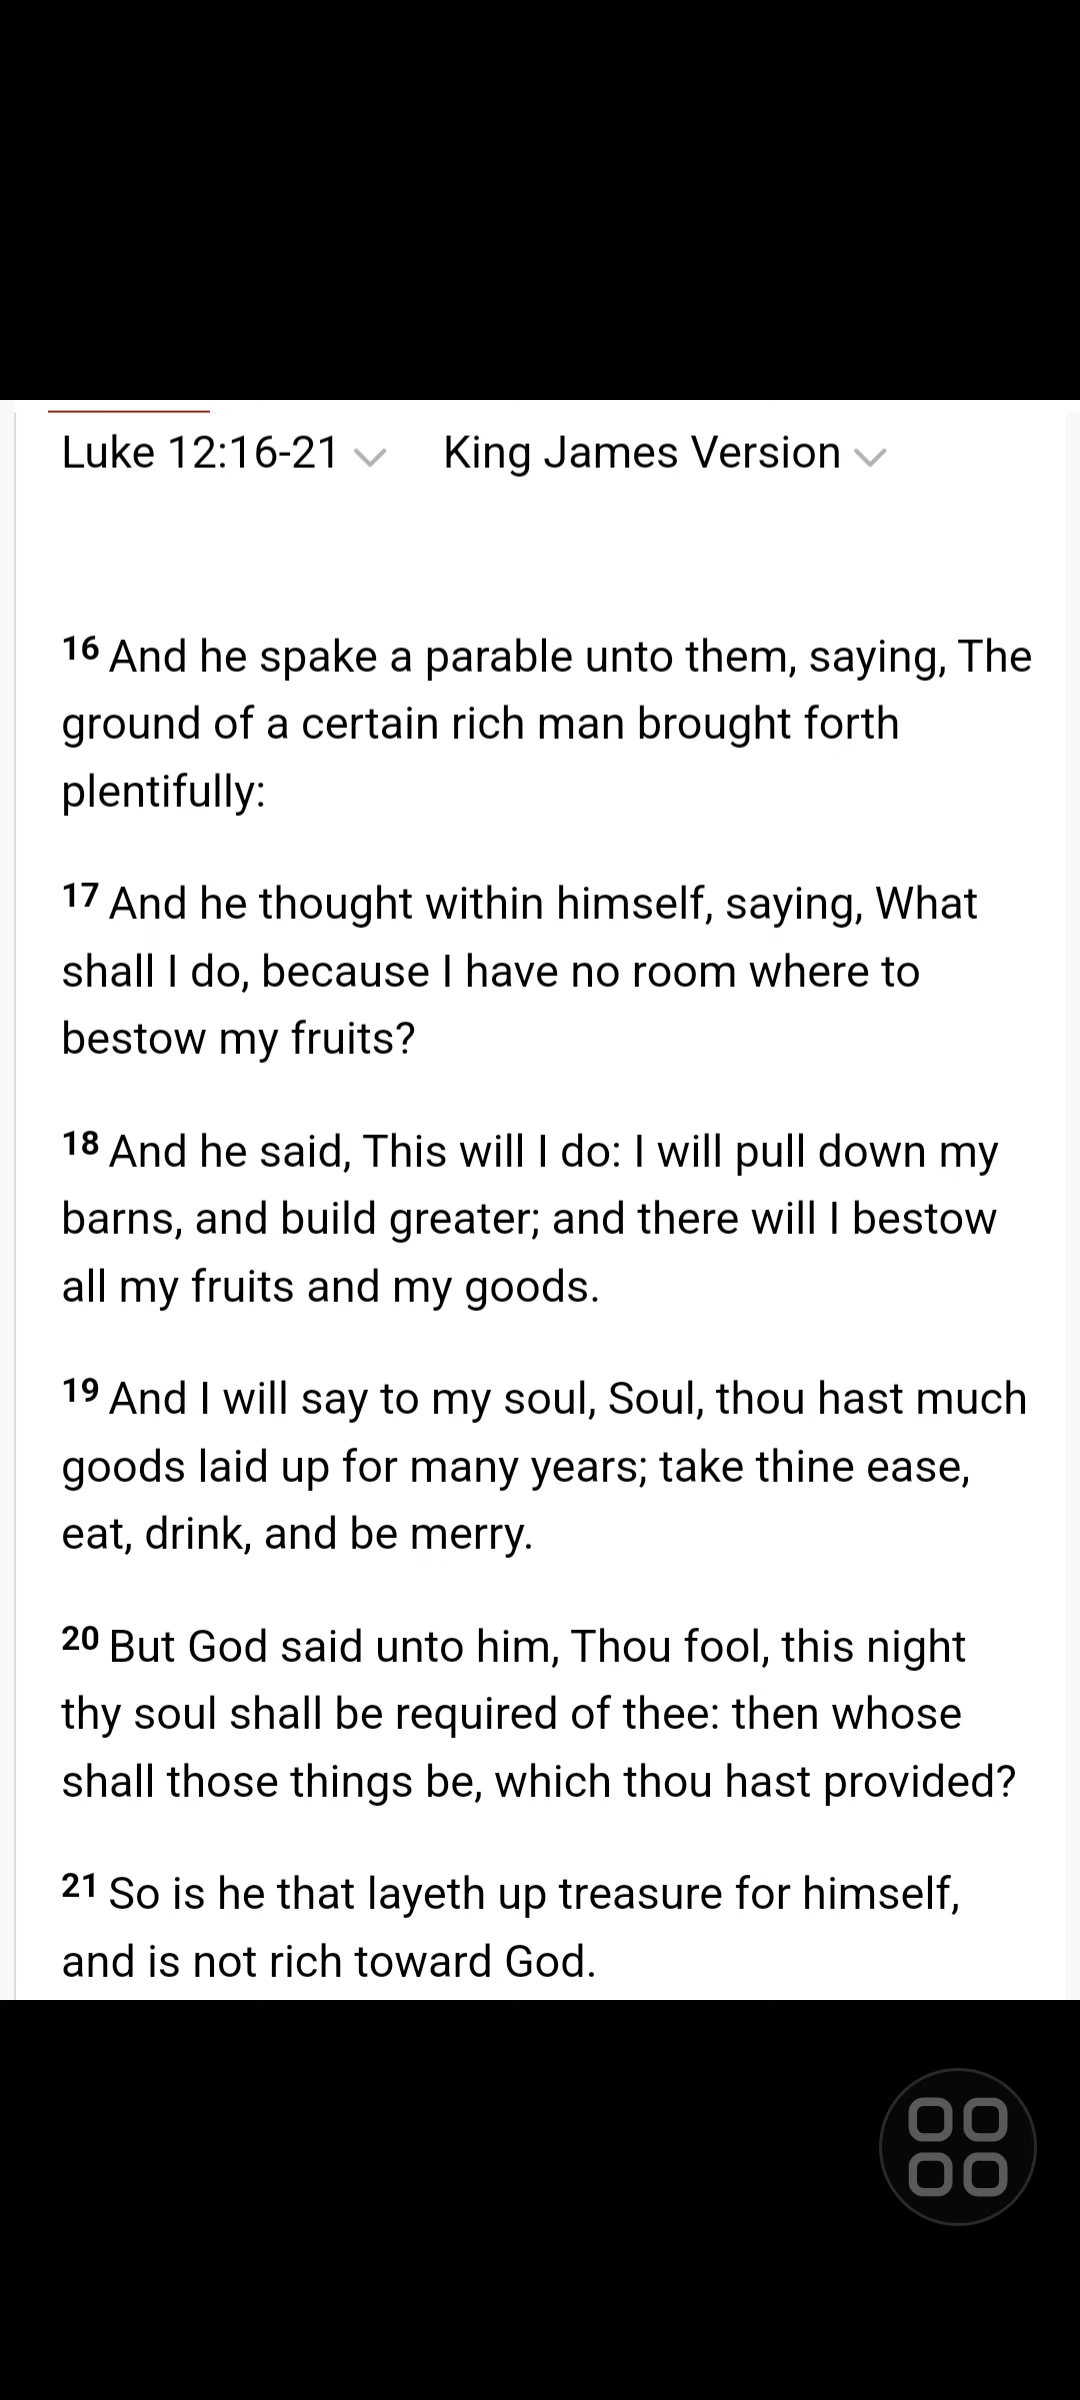 Luke 12:16-21 King James Version
16 And he spake a parable unto them, saying, The
ground of a certain rich man brought forth
plentifully:
17 And he thought within himself, saying, What
shall I do, because I have no room where to
bestow my fruits?
18 And he said, This will I do: I will pull down my
barns, and build greater; and there will I bestow
all my fruits and my goods.
19 And I will say to my soul, Soul, thou hast much
goods laid up for many years; take thine ease,
eat, drink, and be merry.
20 But God said unto him, Thou fool, this night
thy soul shall be required of thee: then whose
shall those things be, which thou hast provided?
21 So is he that layeth up treasure for himself,
and is not rich toward God.